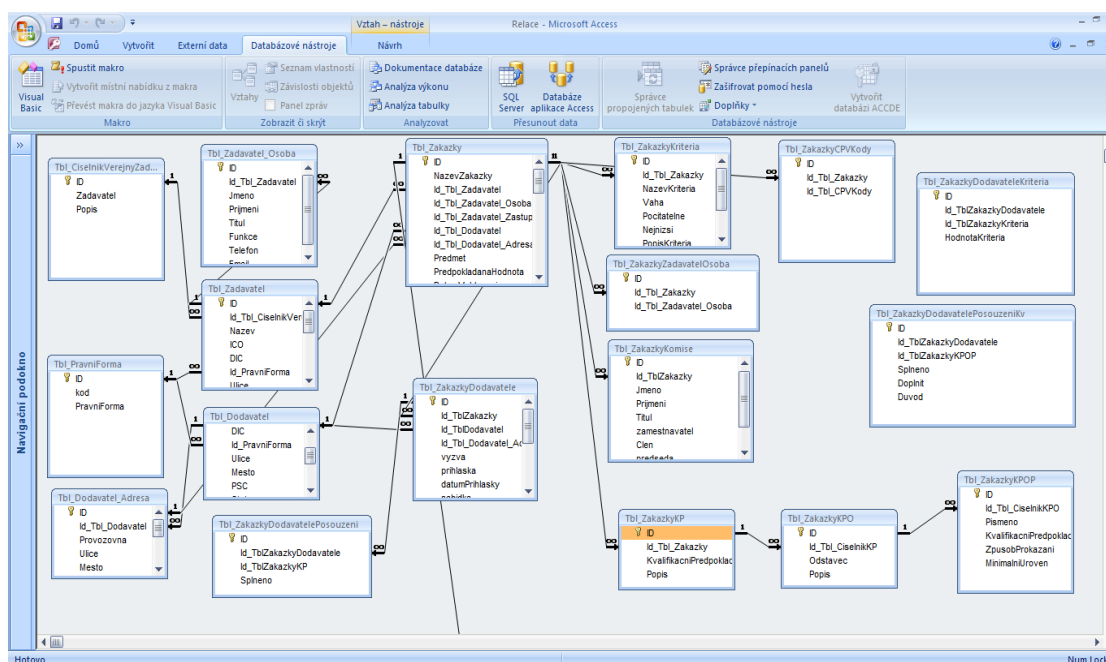 Vztah – nástroje
Relace - Microsoft Access
Domů
Vytvořit
Externí data
Databázové nástroje
Návrh
Visual Basic
Spustit makro
Vytvořit místní nabídku z makra
Převést makra do jazyka Visual Basic
Makro
Vztahy
Seznam vlastností
Závislosti objektů
Panel zpráv
Zobrazit či skrýt
Dokumentace databáze
Analýza výkonu
Analýza tabulky
Analyzovat
SQL Server
Databáze aplikace Access
Přesunout data
Správce propojených tabulek
Správce přepínacích panelů
Zašifrovat pomocí hesla
Doplňky
Vytvořit databázi ACCDE
Databázové nástroje
»
Navigační podokno
Tbl_CiselnikVerejnyZad...
ID
Zadavatel
Popis
Tbl_Zadavatel_Osoba
ID
Id_Tbl_Zadavatel
Jmeno
Prijmeni
Titul
Funkce
Telefon
Email
Tbl_Zakazky
ID
NazevZakazky
Id_Tbl_Zadavatel
Id_Tbl_Zadavatel_Osoba
Id_Tbl_Zadavatel_Zastup
Id_Tbl_Dodavatel
Id_Tbl_Dodavatel_Adresa
Predmet
PredpokladanaHodnota
Tbl_ZakazkyKriteria
ID
Id_Tbl_Zakazky
NazevKriteria
Vaha
Pocitatelne
Nejnizsi
PopisKriteria
Tbl_ZakazkyCPVKody
ID
Id_Tbl_Zakazky
Id_Tbl_CPVKody
Tbl_ZakazkyDodavateleKriteria
ID
Id_TblZakazkyDodavatele
Id_TblZakazkyKriteria
HodnotaKriteria
Tbl_Zadavatel
ID
Id_Tbl_CiselnikVer
Nazev
ICO
DIC
Id_PravniForma
Ulice
Tbl_ZakazkyZadavatelOsoba
ID
Id_Tbl_Zakazky
Id_Tbl_Zadavatel_Osoba
Tbl_ZakazkyDodavatelePosouzeniKv
ID
Id_TblZakazkyDodavatele
Id_TblZakazkyKPOP
Splneno
Doplnit
Duvod
Tbl_PravniForma
ID
kod
PravniForma
Tbl_ZakazkyKomise
ID
Id_TblZakazky
Jmeno
Prijmeni
Titul
zamestnavatel
Clen
predseda
Tbl_ZakazkyDodavatele
ID
Id_TblZakazky
Id_TblDodavatel
Id_Tbl_Dodavatel_Ad
vyzva
prihlaska
datumPrihlasky
nabidka
Tbl_Dodavatel
DIC
Id_PravniForma
Ulice
Mesto
PSC
Tbl_Dodavatel_Adresa
ID
Id_Tbl_Dodavatel
Provozovna
Ulice
Mesto
Tbl_ZakazkyDodavatelePosouzeni
ID
Id_TblZakazkyDodavatele
Id_TblZakazkyKP
Splneno
Tbl_ZakazkyKP
ID
Id_Tbl_Zakazky
KvalifikacniPredpoklac
Popis
Tbl_ZakazkyKPO
ID
Id_Tbl_CiselnikKP
Odstavec
Popis
Tbl_ZakazkyKPOP
ID
Id_Tbl_CiselnikKPO
Pismeno
KvalifikacniPredpoklac
ZpusobProkazani
MinimalniUroven
Hotovo
Num Lock